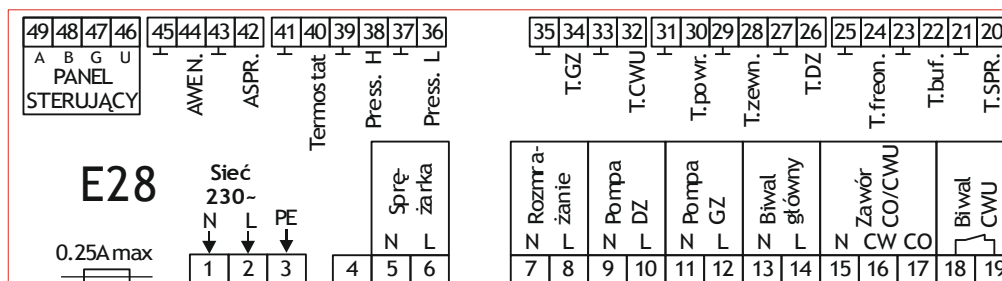 49 48 47 46 45 44 43 42 41 40 39 38 37 36 35 34 33 32 31 30 29 28 27 26 25 24 23 22 21 20
A B G U
PANEL
STERUJĄCY
AWEN.
ASPR.
Termostat
Press. H
Press. L
T.GZ
T.CWU
T.powr.
T.zewn.
T.DZ
T.freon.
T.buf.
T.SPR.
E28
Sieć
230~
N L PE
Sprę-
żarka
N L
Rozmra-
żanie
N L
Pompa
DZ
N L
Pompa
GZ
N L
Biwal
główny
N L
Zawór
CO/CWU
N CW CO
Biwal
CWU
0.25A max
1 2 3 4 5 6 7 8 9 10 11 12 13 14 15 16 17 18 19